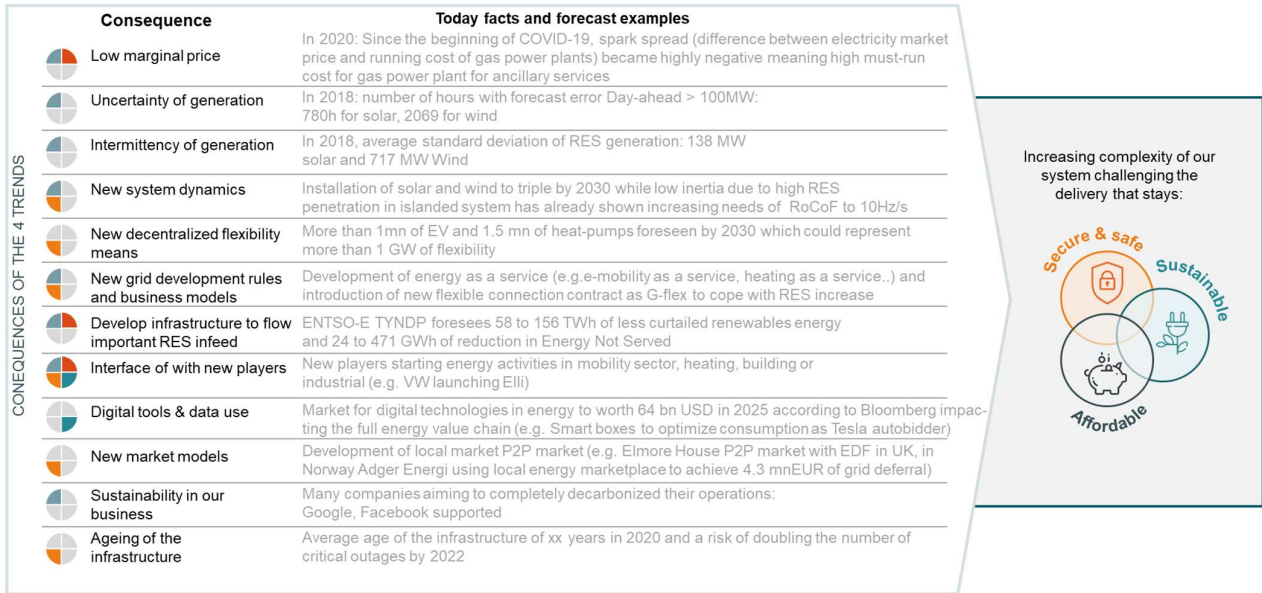 CONEQUENCES OF THE 4 TRENDS
Consequence
Today facts and forecast examples
Low marginal price
In 2020: Since the beginning of COVID-19, spark spread (difference between electricity market
price and running cost of gas power plants) became highly negative meaning high must-run
cost for gas power plant for ancillary services
Uncertainty of generation
In 2018: number of hours with forecast error Day-ahead > 100MW:
780h for solar, 2069 for wind
Intermittency of generation
In 2018, average standard deviation of RES generation: 138 MW
solar and 717 MW Wind
New system dynamics
Installation of solar and wind to triple by 2030 while low inertia due to high RES
penetration in islanded system has already shown increasing needs of RoCoF to 10Hz/s
New decentralized flexibility
means
More than 1mn of EV and 1.5 mn of heat-pumps foreseen by 2030 which could represent
more than 1 GW of flexibility
New grid development rules
and business models
Development of energy as a service (e.g.e-mobility as a service, heating as a service..) and
introduction of new flexible connection contract as G-flex to cope with RES increase
Develop infrastructure to flow
important RES infeed
ENTSO-E TYNDP foresees 58 to 156 TWh of less curtailed renewables energy
and 24 to 471 GWh of reduction in Energy Not Served
Interface of with new players
New players starting energy activities in mobility sector, heating, building or
industrial (e.g. VW launching Elli)
Digital tools & data use
Market for digital technologies in energy to worth 64 bn USD in 2025 according to Bloomberg impac-
ting the full energy value chain (e.g. Smart boxes to optimize consumption as Tesla autobidder)
New market models
Development of local market P2P market (e.g. Elmore House P2P market with EDF in UK, in
Norway Adger Energi using local energy marketplace to achieve 4.3 mnEUR of grid deferral)
Sustainability in our
business
Many companies aiming to completely decarbonized their operations:
Google, Facebook supported
Ageing of the
infrastructure
Average age of the infrastructure of xx years in 2020 and a risk of doubling the number of
critical outages by 2022
Increasing complexity of our
system challenging the
delivery that stays:
Secure & safe
Sustainable
Affordable